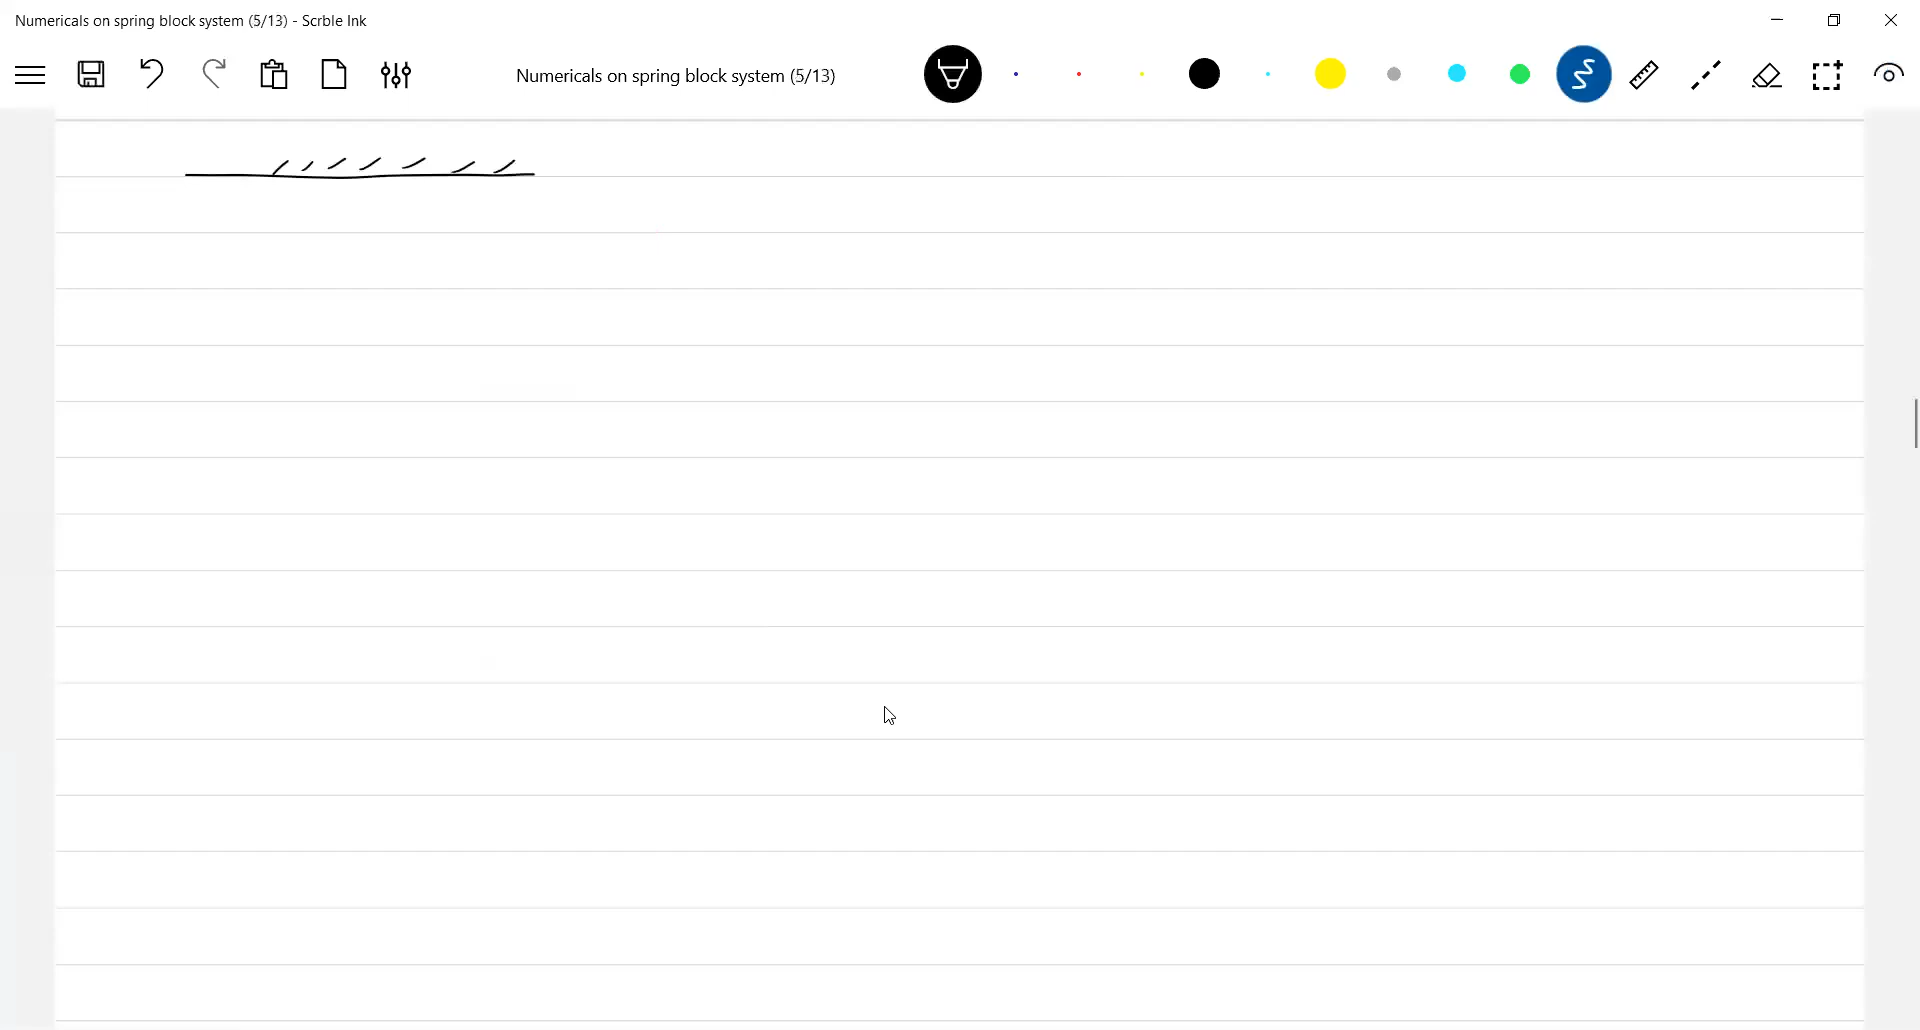 Numericals on spring block system (5/13) - Scrble Ink
Numericals on spring block system (5/13)